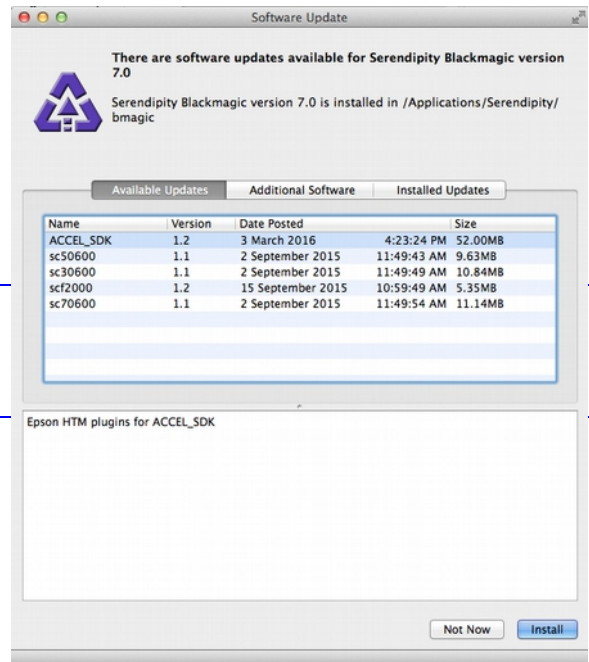 Software Update
There are software updates available for Serendipity Blackmagic version
7.0
Serendipity Blackmagic version 7.0 is installed in /Applications/Serendipity/
bmagic
Available Updates Additional Software Installed Updates
Name Version Date Posted Size
ACCEL_SDK 1.2 3 March 2016 4:23:24 PM 52.00MB
sc50600 1.1 2 September 2015 11:49:43 AM 9.63MB
sc30600 1.1 2 September 2015 11:49:49 AM 10.84MB
scf2000 1.2 15 September 2015 10:59:49 AM 5.35MB
sc70600 1.1 2 September 2015 11:49:54 AM 11.14MB
Epson HTM plugins for ACCEL_SDK
Not Now Install